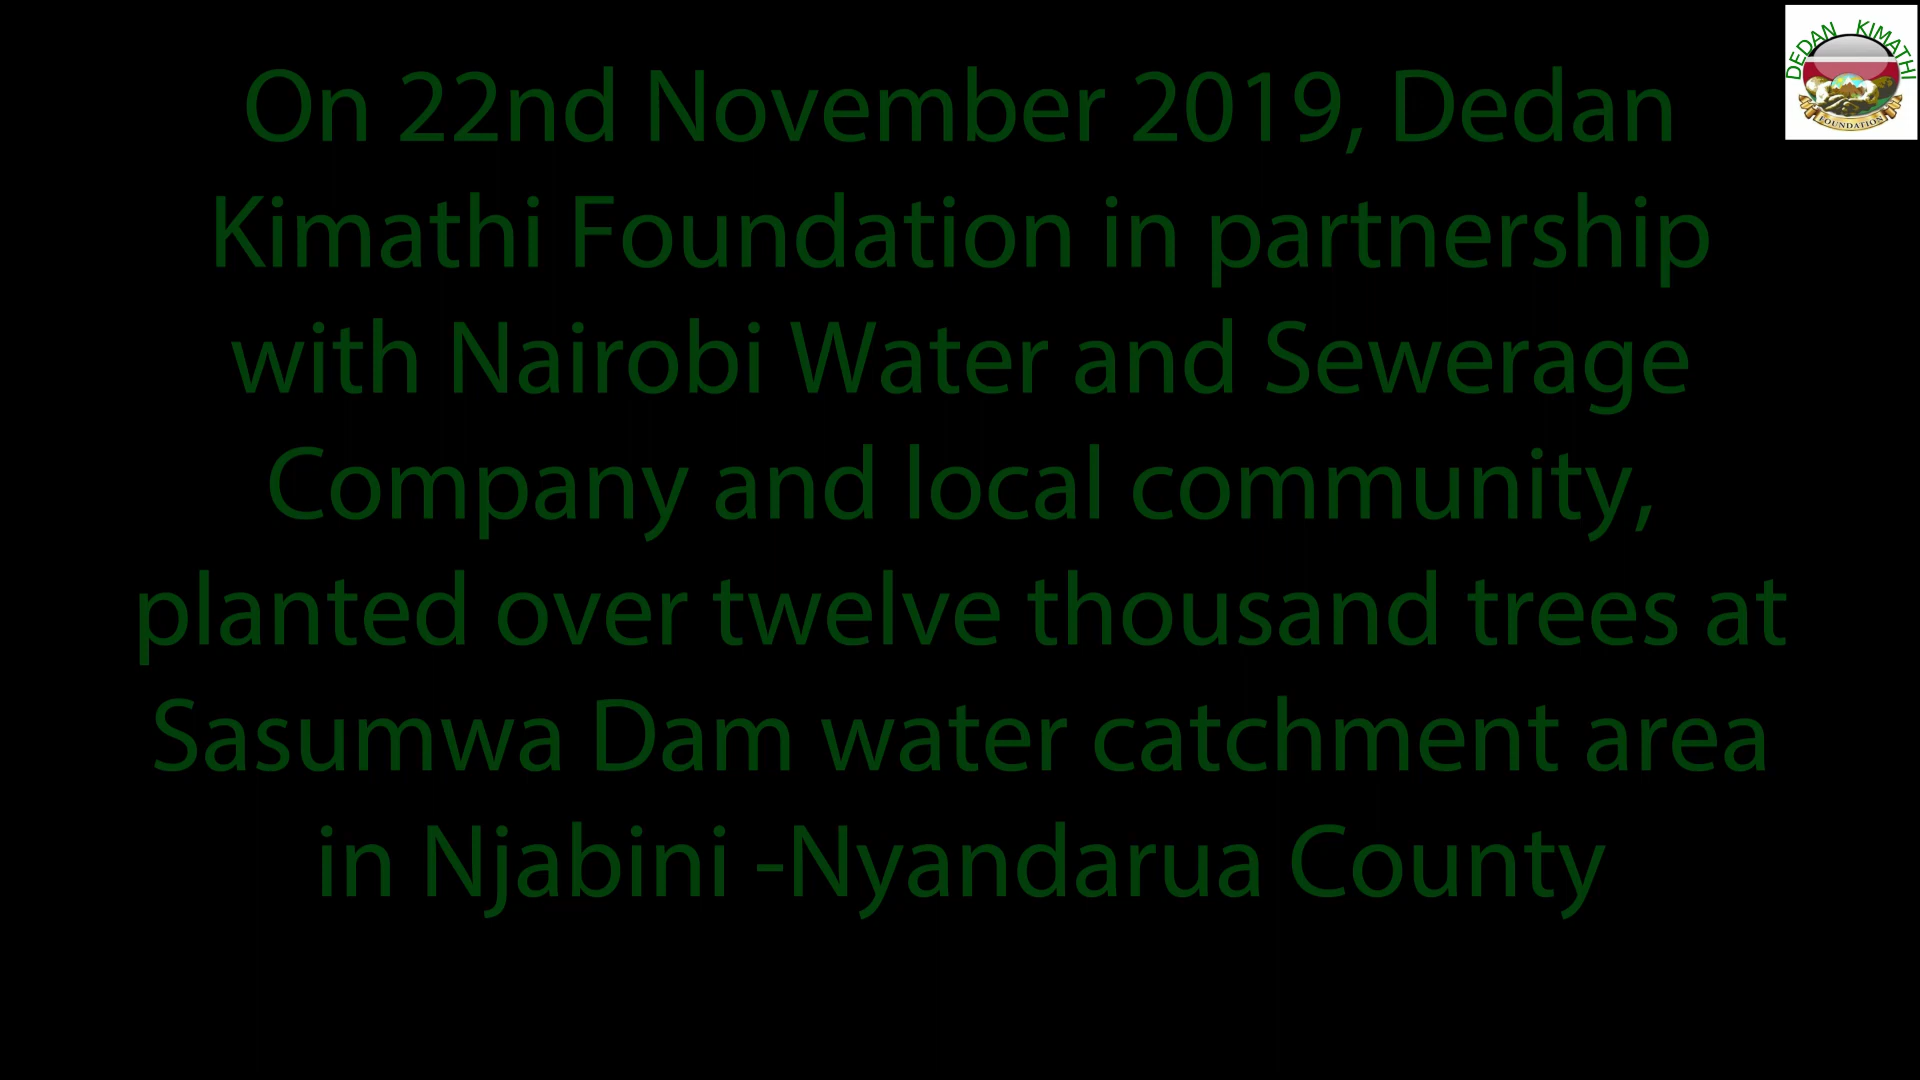 DEDAN KIMATHI
FOUNDATION
On 22nd November 2019, Dedan
Kimathi Foundation in partnership
with Nairobi Water and Sewerage
Company and local community,
planted over twelve thousand trees at
Sasumwa Dam water catchment area
in Njabini -Nyandarua County